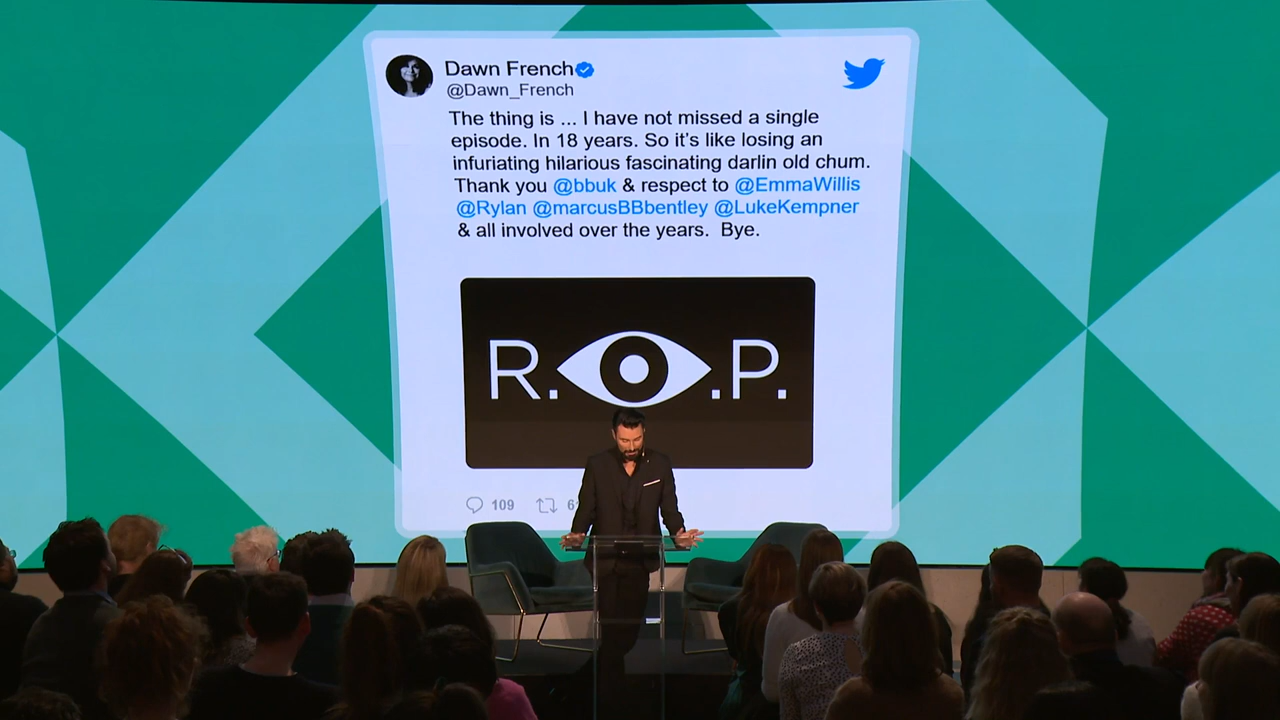 Dawn French
@Dawn_French
The thing is ... I have not missed a single
episode. In 18 years. So it's like losing an
infuriating hilarious fascinating darlin old chum.
Thank you @bbuk & respect to @EmmaWillis
@Rylan @marcusBBbentley @LukeKempner
& all involved over the years.  Bye.
R. .P.
109